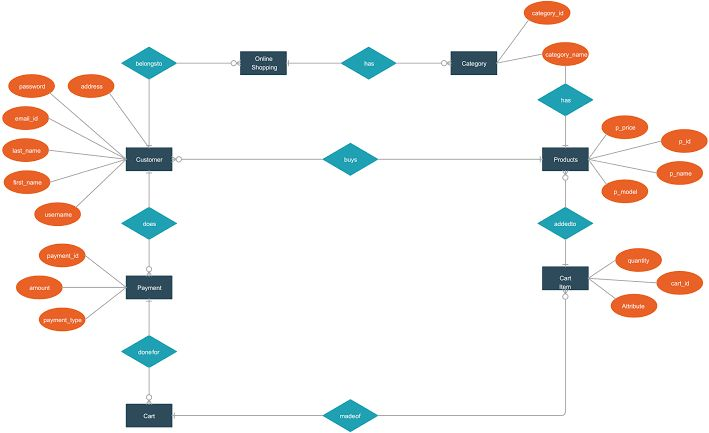 category_id
category_name
belongsto
Online
Shopping
has
Category
password
address
has
email_id
p_price
p_id
last_name
Customer
buys
Products
first_name
p_name
p_model
username
does
addedto
payment_id
quantity
amount
Payment
Cart
Item
cart_id
payment_type
Attribute
donefor
Cart
madeof